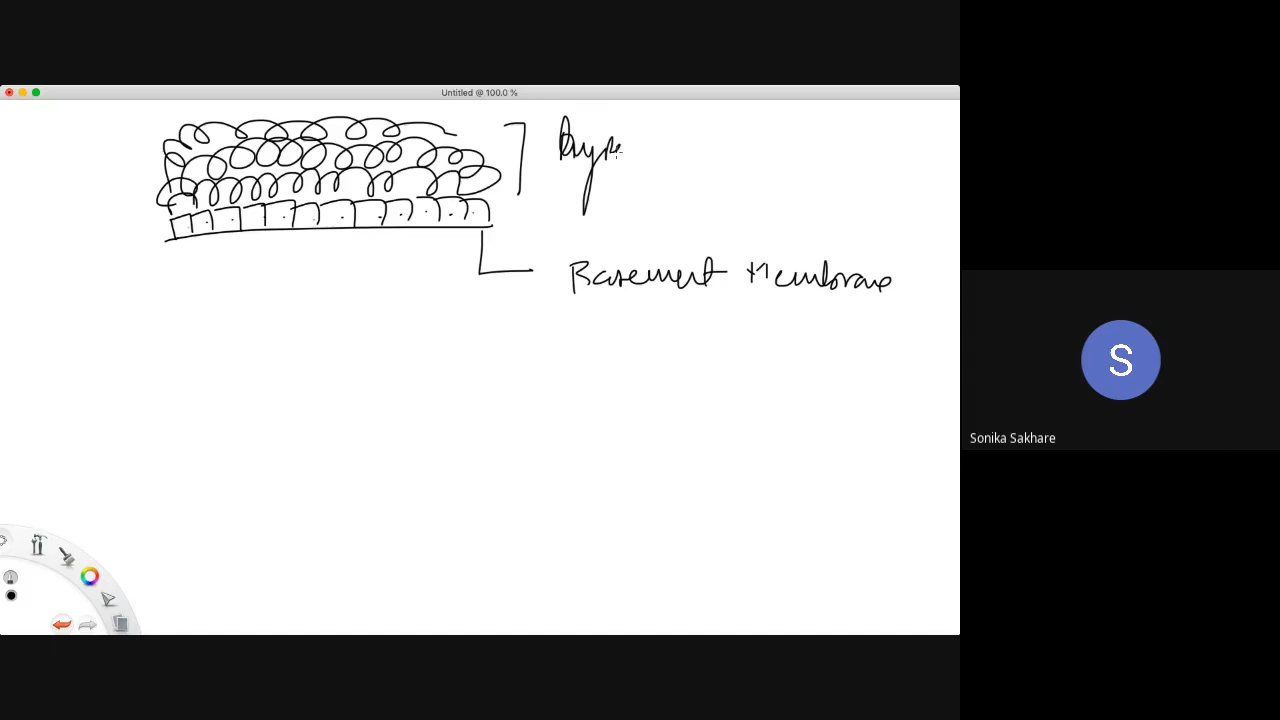 Untitled @ 100.0 %
Basement Membrane
S
Sonika Sakhare